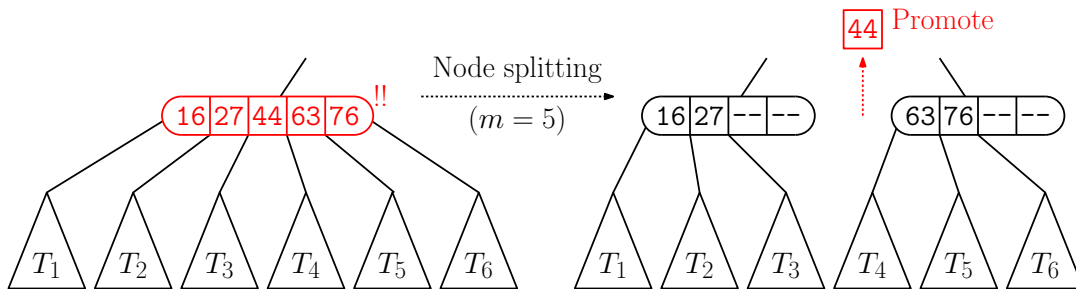 44 Promote
Node splitting
(m = 5)
16 27 44 63 76 !!
16 27 -- --
63 76 -- --
T1 T2 T3 T4 T5 T6
T1 T2 T3 T4 T5 T6